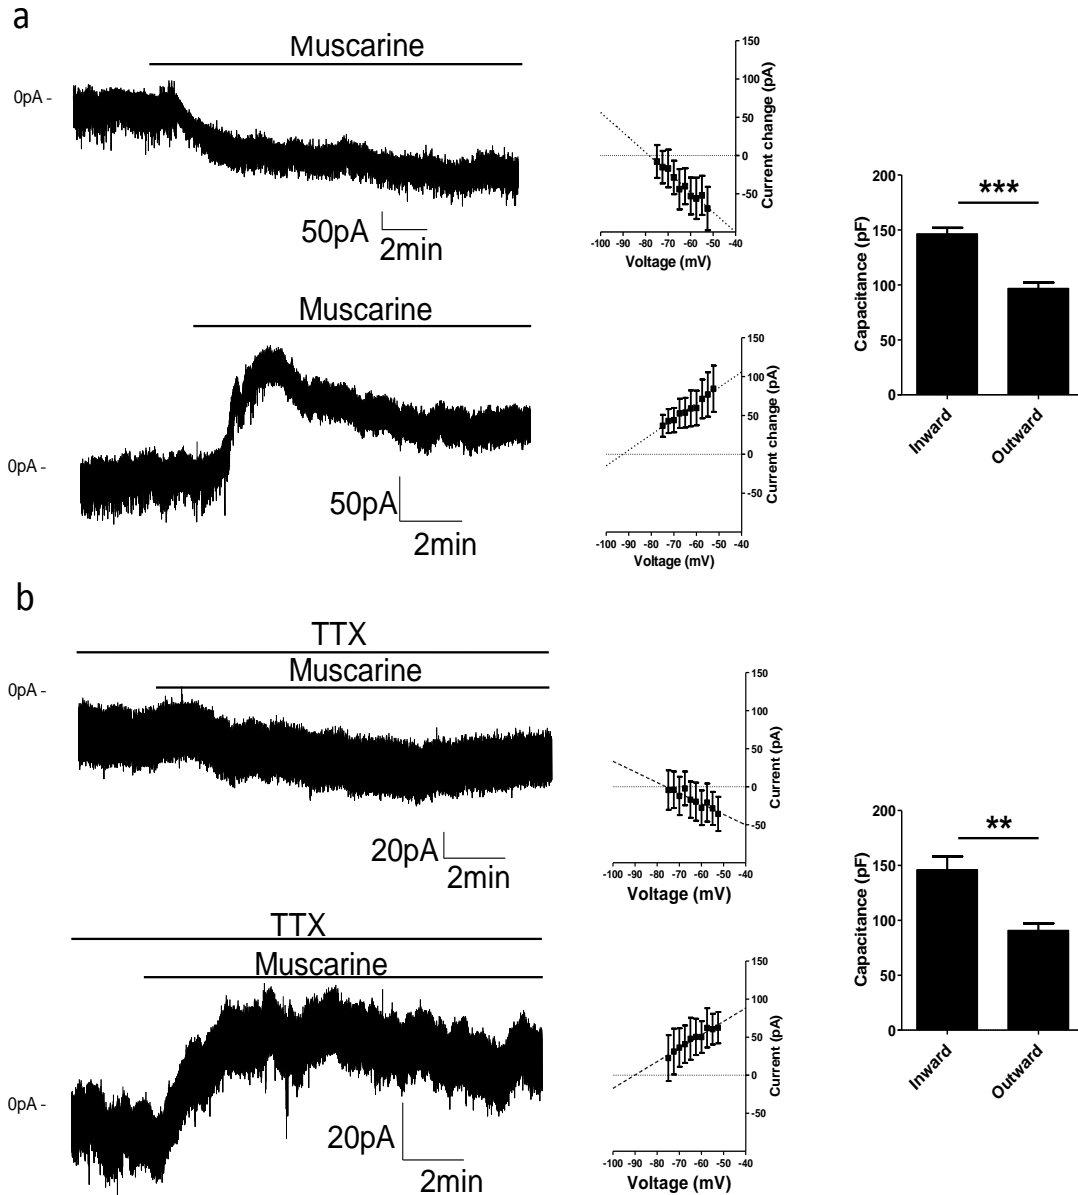 a
Muscarine
0pA -
50pA
2min
150
100
50
0
-50
Current change (pA)
-100 -90 -80 -70 -60 -50 -40
Voltage (mV)
200
150
100
50
0
Capacitance (pF)
***
Inward
Outward
Muscarine
0pA -
50pA
2min
150
100
50
0
-50
Current change (pA)
-100 -90 -80 -70 -60 -50 -40
Voltage (mV)
b
TTX
Muscarine
0pA -
20pA
2min
150
100
50
0
-50
Current (pA)
-100 -90 -80 -70 -60 -50 -40
Voltage (mV)
200
150
100
50
0
Capacitance (pF)
**
Inward
Outward
TTX
Muscarine
0pA -
20pA
2min
150
100
50
0
-50
Current (pA)
-100 -90 -80 -70 -60 -50 -40
Voltage (mV)